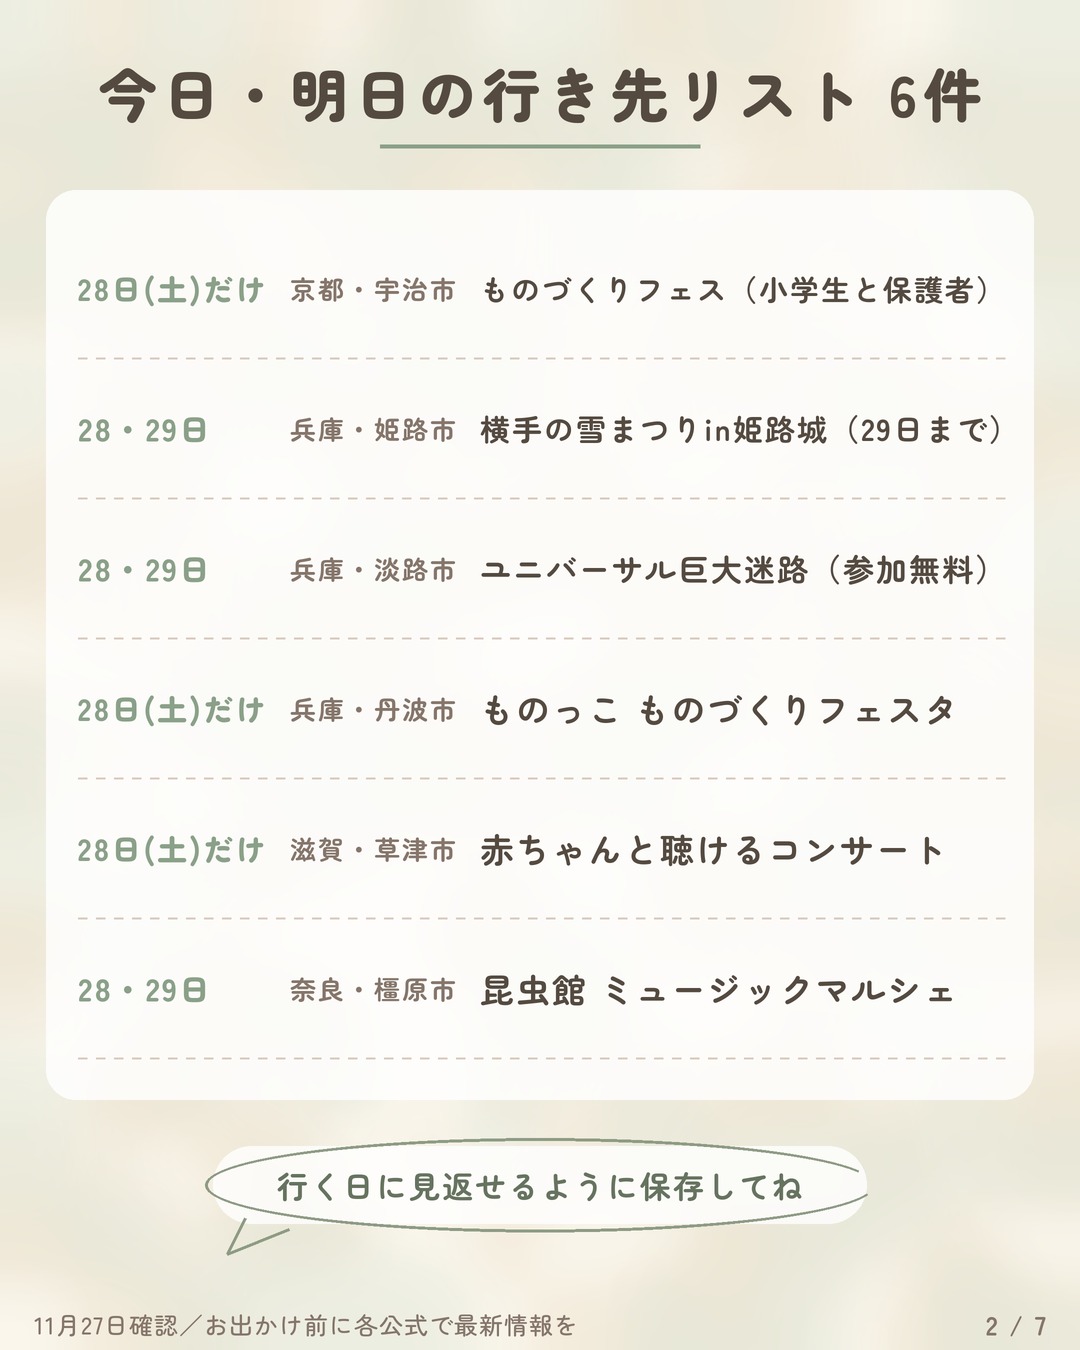 今日・明日の行き先リスト 6件
28日(土)だけ 京都・宇治市 ものづくりフェス（小学生と保護者）
28・29日 兵庫・姫路市 横手の雪まつりin姫路城（29日まで）
28・29日 兵庫・淡路市 ユニバーサル巨大迷路（参加無料）
28日(土)だけ 兵庫・丹波市 ものっこ ものづくりフェスタ
28日(土)だけ 滋賀・草津市 赤ちゃんと聴けるコンサート
28・29日 奈良・橿原市 昆虫館 ミュージックマルシェ
行く日に見返せるように保存してね
11月27日確認／お出かけ前に各公式で最新情報を
2 / 7